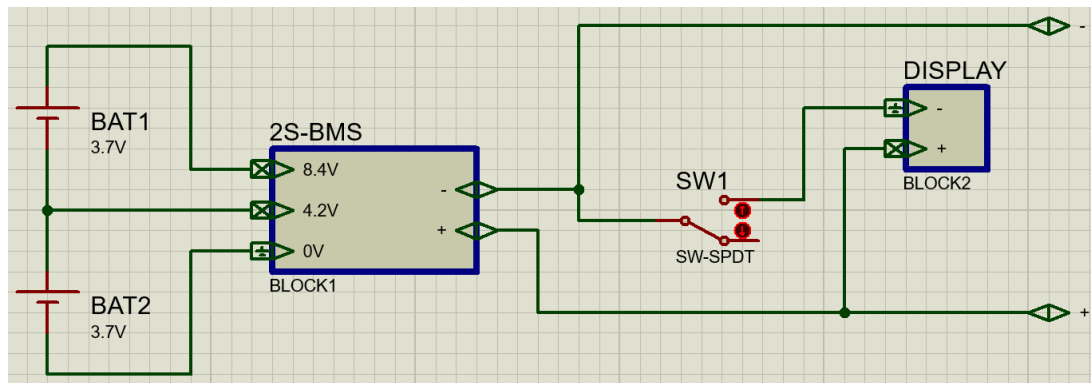 -
DISPLAY
-
BAT1
3.7V
2S-BMS
+
8.4V
-
SW1
BLOCK2
4.2V
+
0V
SW-SPDT
BLOCK1
BAT2
3.7V
+